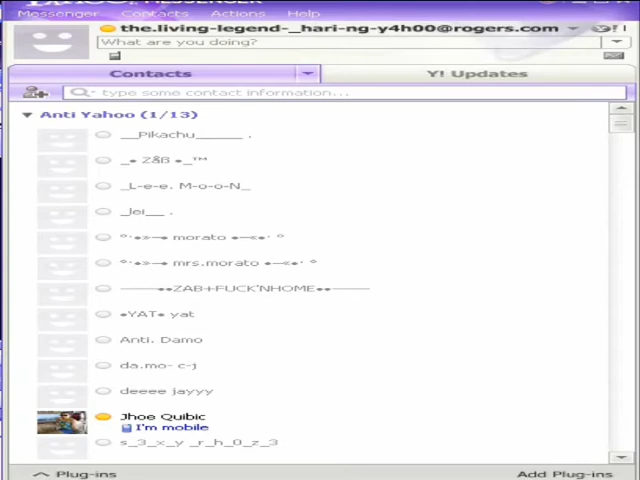 Messenger Contacts Actions Help
the.living-legend-_hari-ng-y4h00@rogers.com
What are you doing?
Contacts
Y! Updates
type some contact information...
Anti Yahoo (1/13)
__Pikachu______ .
_• Zåß •_™
_L-e-e. M-o-o-N_
_Jei___ .
morato
mrs.morato
••ZAB+FUCK'NHOME••
•YAT• yat
Anti. Damo
da.mo- c-j
deeee jayyy
Jhoe Quibic
I'm mobile
s_3_x_y _r_h_0_z_3
Plug-ins
Add Plug-ins